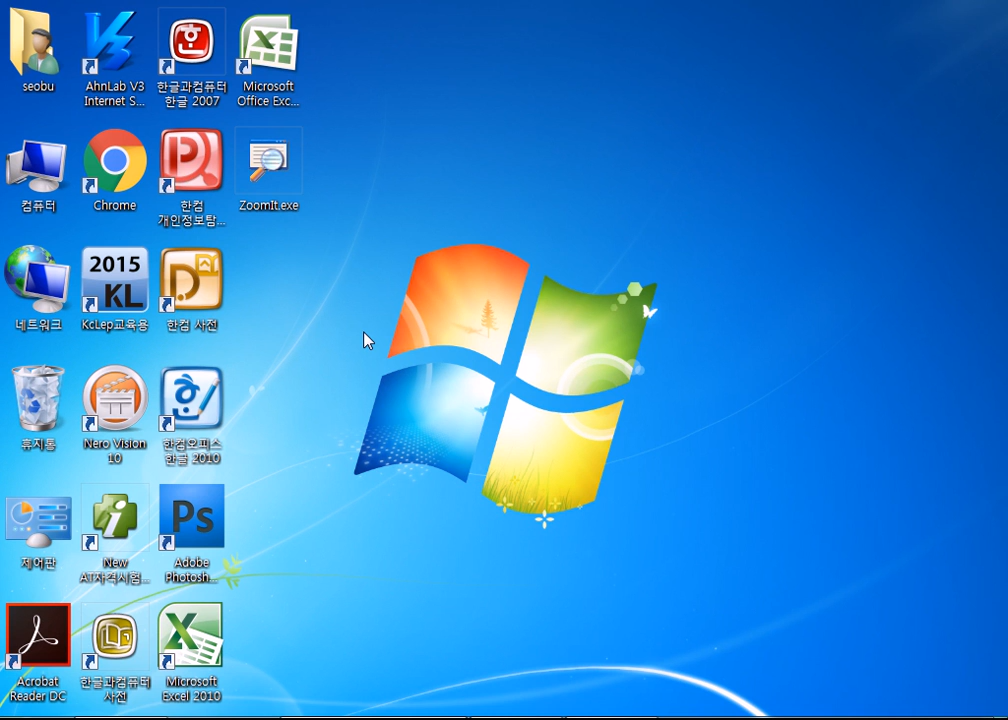 seobu
AhnLab V3
Internet S...
한글과컴퓨터
한글 2007
Microsoft
Office Exc...
컴퓨터
Chrome
한컴
개인정보탐...
ZoomIt.exe
2015
KL
네트워크
KcLep교육용
한컴 사전
휴지통
Nero Vision
10
한컴오피스
한글 2010
제어판
New
AT자격시험...
Ps
Adobe
Photosh...
Acrobat
Reader DC
한글과컴퓨터
사전
Microsoft
Excel 2010